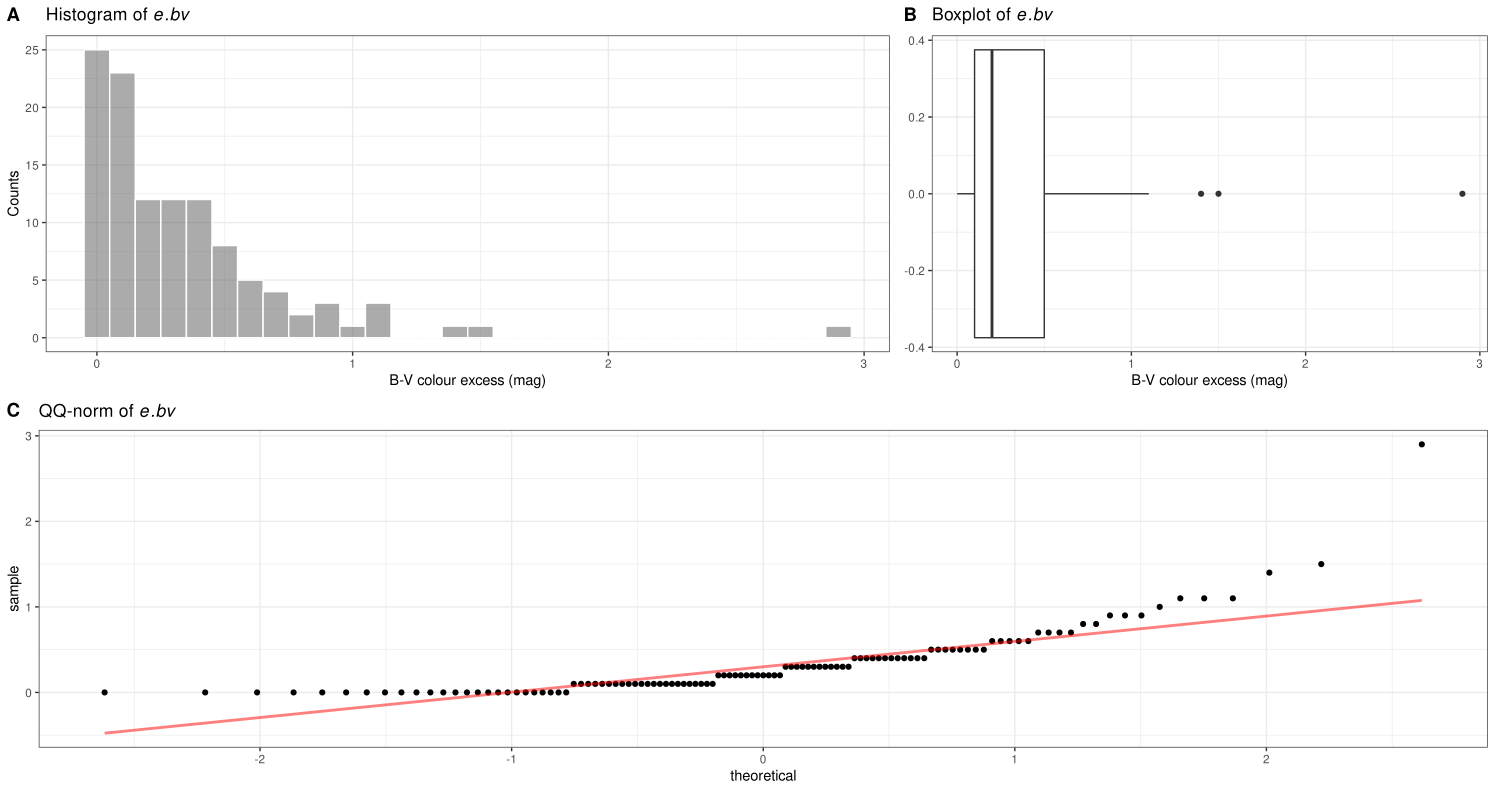 A Histogram of e.bv
25
20
15
10
5
0
Counts
0 1 2 3
B-V colour excess (mag)
B Boxplot of e.bv
0.4
0.2
0.0
-0.2
-0.4
0 1 2 3
B-V colour excess (mag)
C QQ-norm of e.bv
3
2
1
0
sample
-2 -1 0 1 2
theoretical